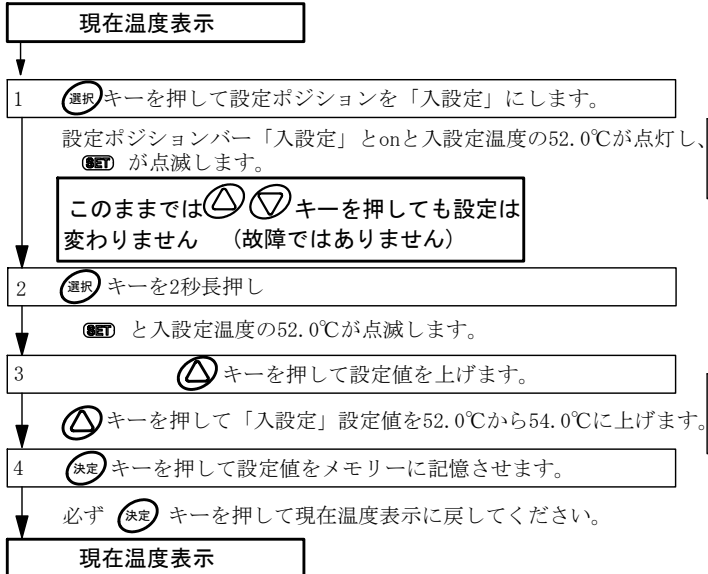 現在温度表示
1 選択キーを押して設定ポジションを「入設定」にします。
設定ポジションバー「入設定」とonと入設定温度の52.0℃が点灯し、
SET が点滅します。
このままでは△ ▽キーを押しても設定は
変わりません （故障ではありません）
2 選択キーを2秒長押し
SET と入設定温度の52.0℃が点滅します。
3 △キーを押して設定値を上げます。
△キーを押して「入設定」設定値を52.0℃から54.0℃に上げます。
4 決定キーを押して設定値をメモリーに記憶させます。
必ず 決定 キーを押して現在温度表示に戻してください。
現在温度表示